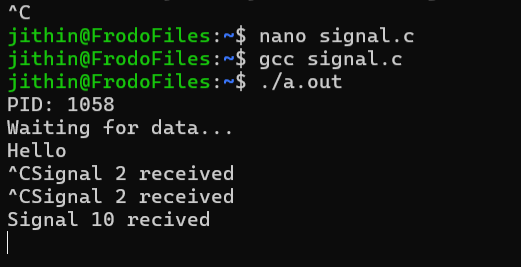 ^C
jithin@FrodoFiles:~$ nano signal.c
jithin@FrodoFiles:~$ gcc signal.c
jithin@FrodoFiles:~$ ./a.out
PID: 1058
Waiting for data...
Hello
^CSignal 2 received
^CSignal 2 received
Signal 10 recived